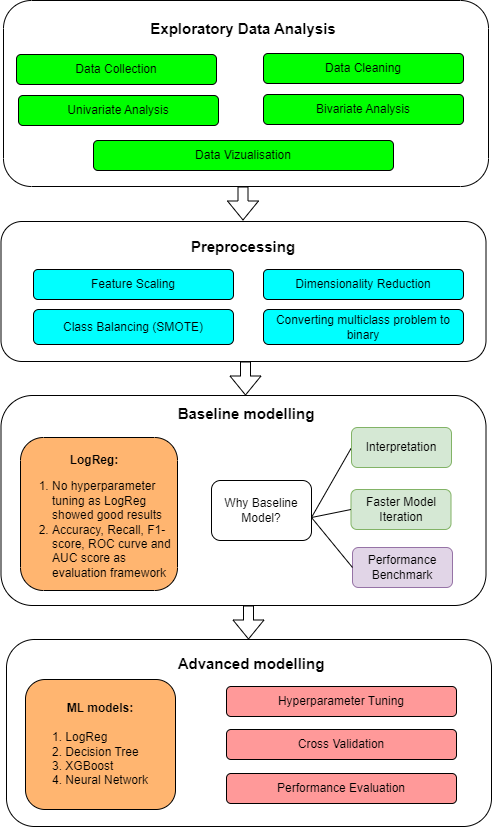 Exploratory Data Analysis
Data Collection
Data Cleaning
Univariate Analysis
Bivariate Analysis
Data Vizualisation
Preprocessing
Feature Scaling
Dimensionality Reduction
Class Balancing (SMOTE)
Converting multiclass problem to
binary
Baseline modelling
LogReg:
1. No hyperparameter
tuning as LogReg
showed good results
2. Accuracy, Recall, F1-
score, ROC curve and
AUC score as
evaluation framework
Why Baseline
Model?
Interpretation
Faster Model
Iteration
Performance
Benchmark
Advanced modelling
ML models:
1. LogReg
2. Decision Tree
3. XGBoost
4. Neural Network
Hyperparameter Tuning
Cross Validation
Performance Evaluation